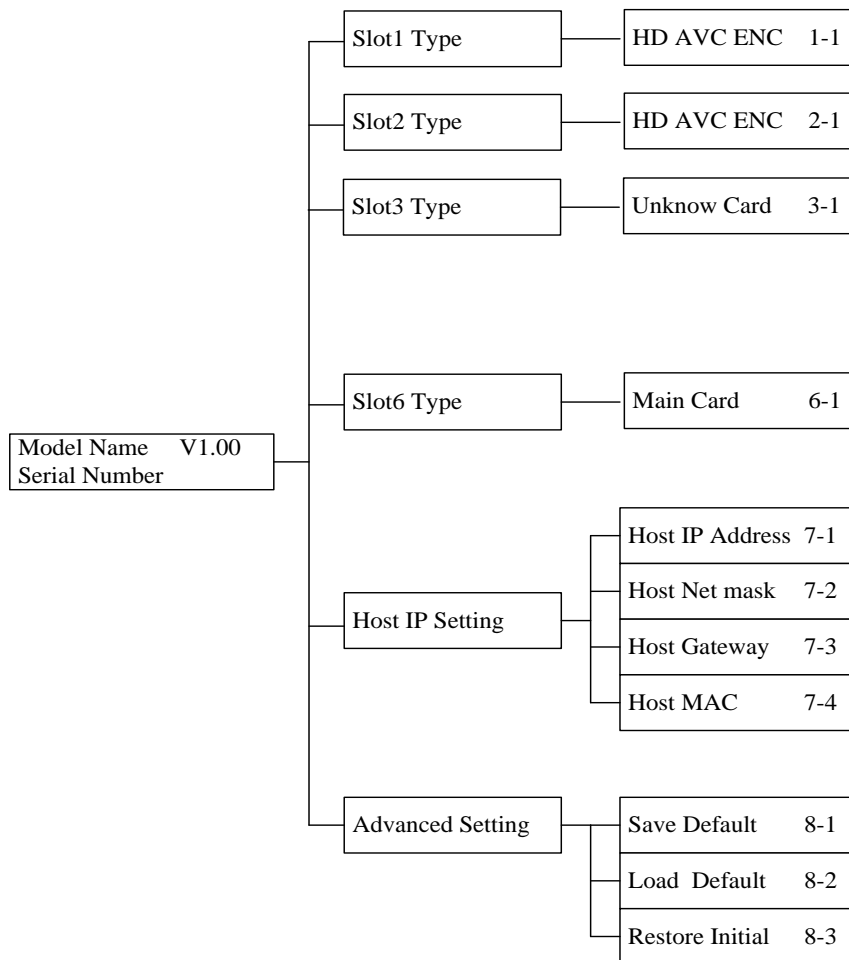 Slot1 Type
HD AVC ENC 1-1
Slot2 Type
HD AVC ENC 2-1
Slot3 Type
Unknow Card 3-1
Slot6 Type
Main Card 6-1
Model Name V1.00
Serial Number
Host IP Setting
Host IP Address 7-1
Host Net mask 7-2
Host Gateway 7-3
Host MAC 7-4
Advanced Setting
Save Default 8-1
Load Default 8-2
Restore Initial 8-3